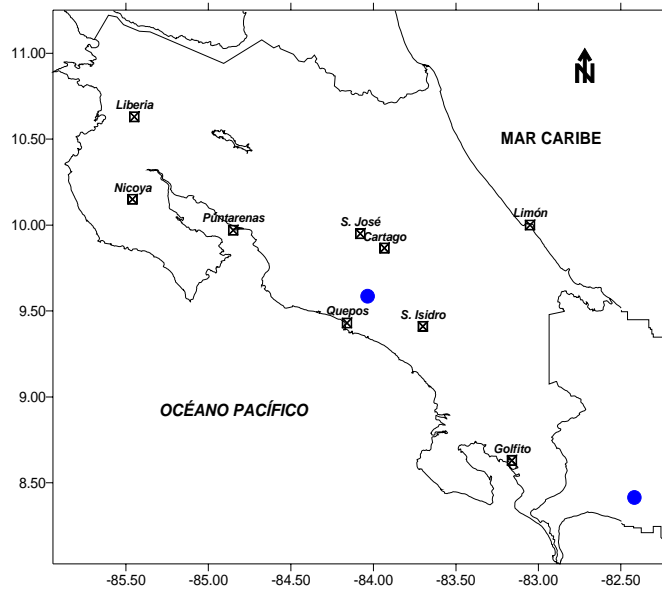 11.00
10.50
10.00
9.50
9.00
8.50
N
MAR CARIBE
Liberia
Nicoya
Puntarenas
S. José
Cartago
Limón
Quepos
S. Isidro
OCÉANO PACÍFICO
Golfito
-85.50 -85.00 -84.50 -84.00 -83.50 -83.00 -82.50